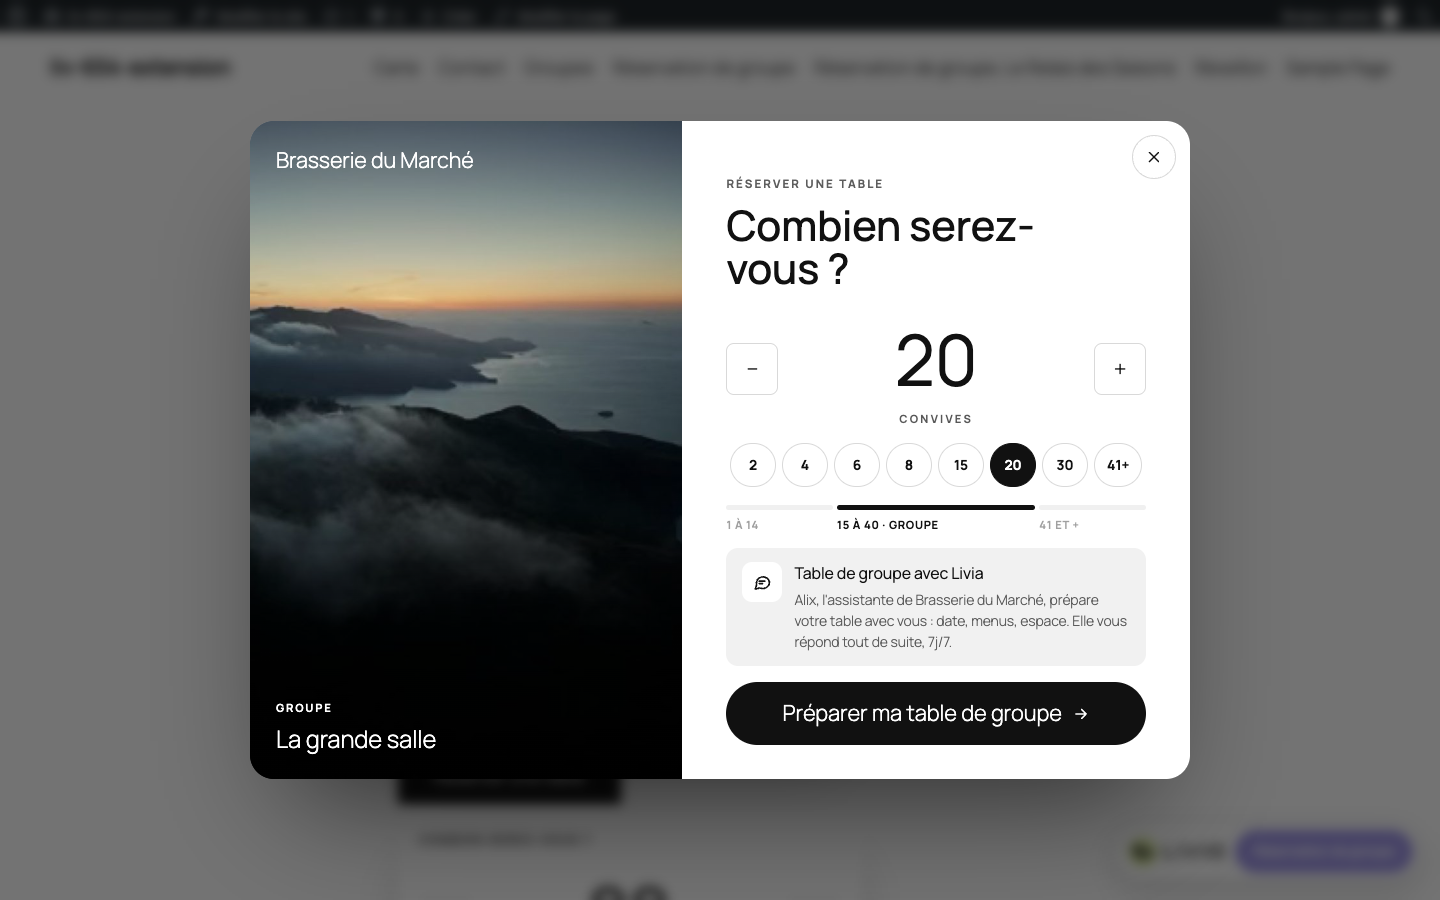 Brasserie du Marché
RÉSERVER UNE TABLE
Combien serez-
vous ?
−
20
+
CONVIVES
2 4 6 8 15 20 30 41+
1 À 14 15 À 40 · GROUPE 41 ET +
Table de groupe avec Livia
Alix, l'assistante de Brasserie du Marché, prépare
votre table avec vous : date, menus, espace. Elle vous
répond tout de suite, 7j/7.
Préparer ma table de groupe →
GROUPE
La grande salle